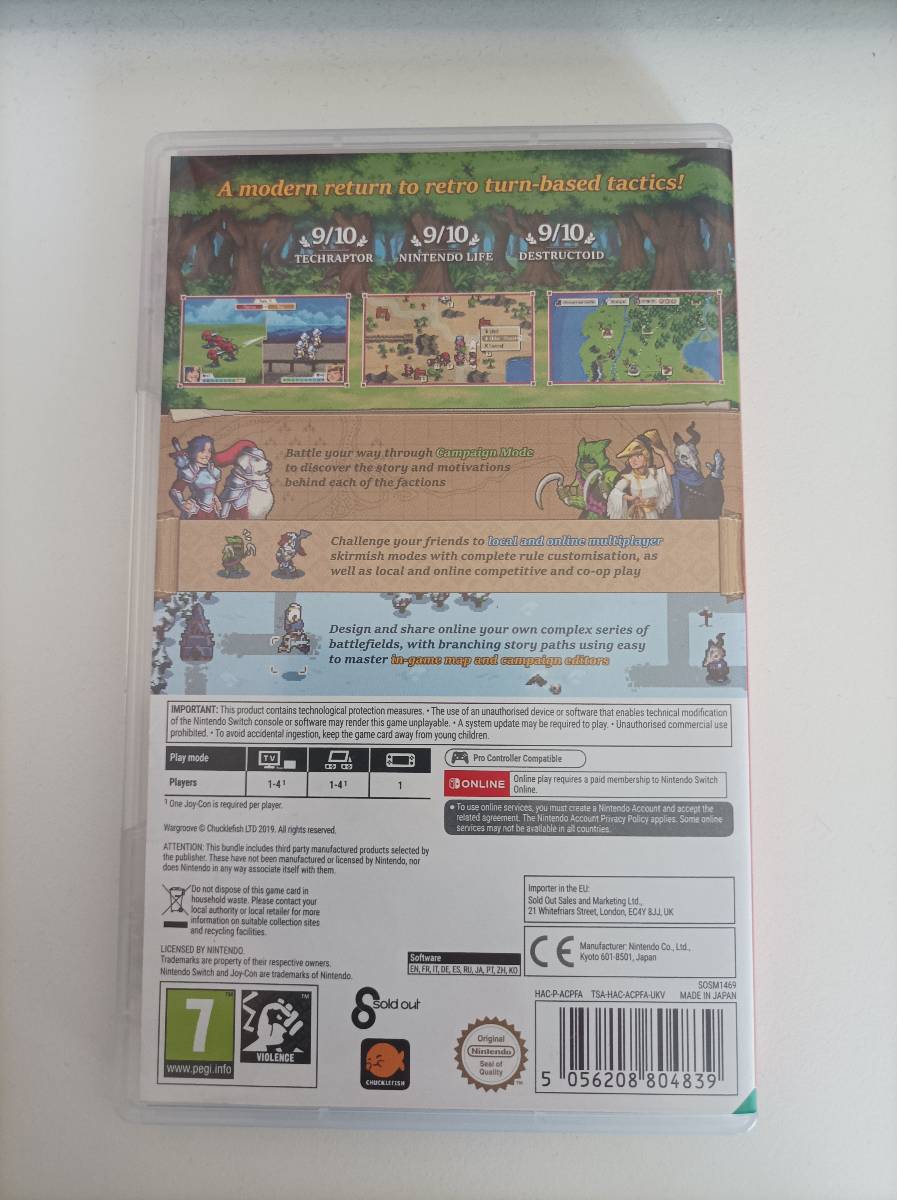 A modern return to retro turn-based tactics!
9/10 9/10 9/10
TECHRAPTOR NINTENDO LIFE DESTRUCTOID
Battle your way through Campaign Mode
to discover the story and motivations
behind each of the factions
Challenge your friends to local and online multiplayer
skirmish modes with complete rule customisation, as
well as local and online competitive and co-op play
Design and share online your own complex series of
battlefields, with branching story paths using easy
to master in-game map and campaign editors
IMPORTANT: This product contains technological protection measures. • The use of an unauthorised device or software that enables technical modification
of the Nintendo Switch console or software may render this game unplayable. • A system update may be required to play. • Unauthorised commercial use
prohibited. • To avoid accidental ingestion, keep the game card away from young children.
Play mode TV
Players 1-4¹ 1-4¹ 1
¹ One Joy-Con is required per player.
Pro Controller Compatible
ONLINE
Online play requires a paid membership to Nintendo Switch
Online.
• To use online services, you must create a Nintendo Account and accept the
related agreement. The Nintendo Account Privacy Policy applies. Some online
services may not be available in all countries.
Wargroove © Chucklefish LTD 2019. All rights reserved.
ATTENTION: This bundle includes third party manufactured products selected by
the publisher. These have not been manufactured or licensed by Nintendo, nor
does Nintendo in any way associate itself with them.
Do not dispose of this game card in
household waste. Please contact your
local authority or local retailer for more
information on suitable collection sites
and recycling facilities.
Importer in the EU:
Sold Out Sales and Marketing Ltd.,
21 Whitefriars Street, London, EC4Y 8JJ, UK
CE
Manufacturer: Nintendo Co., Ltd.,
Kyoto 601-8501, Japan
LICENSED BY NINTENDO.
Trademarks are property of their respective owners.
Nintendo Switch and Joy-Con are trademarks of Nintendo.
Software
EN, FR, IT, DE, ES, RU, JA, PT, ZH, KO
SOSM1469
HAC-P-ACPFA TSA-HAC-ACPFA-UKV MADE IN JAPAN
7 TM
www.pegi.info
TM
VIOLENCE
sold out
CHUCKLEFISH
Original
Nintendo
Seal of
Quality
TM
5 056208 804839